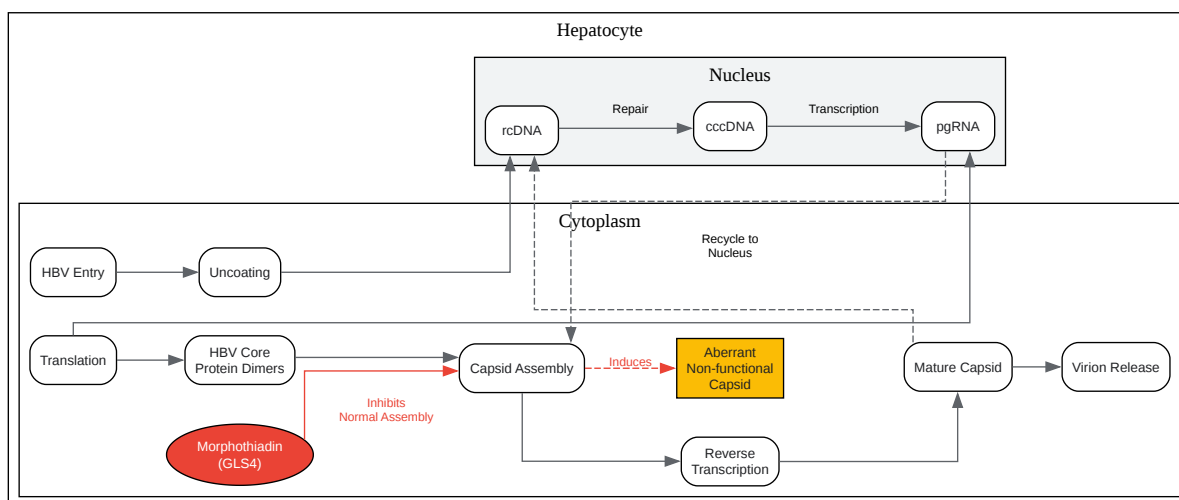 Hepatocyte
Nucleus
rcDNA
Repair
cccDNA
Transcription
pgRNA
Cytoplasm
Recycle to
Nucleus
HBV Entry
Uncoating
Translation
HBV Core
Protein Dimers
Capsid Assembly
Induces
Aberrant
Non-functional
Capsid
Mature Capsid
Virion Release
Inhibits
Normal Assembly
Morphothiadin
(GLS4)
Reverse
Transcription